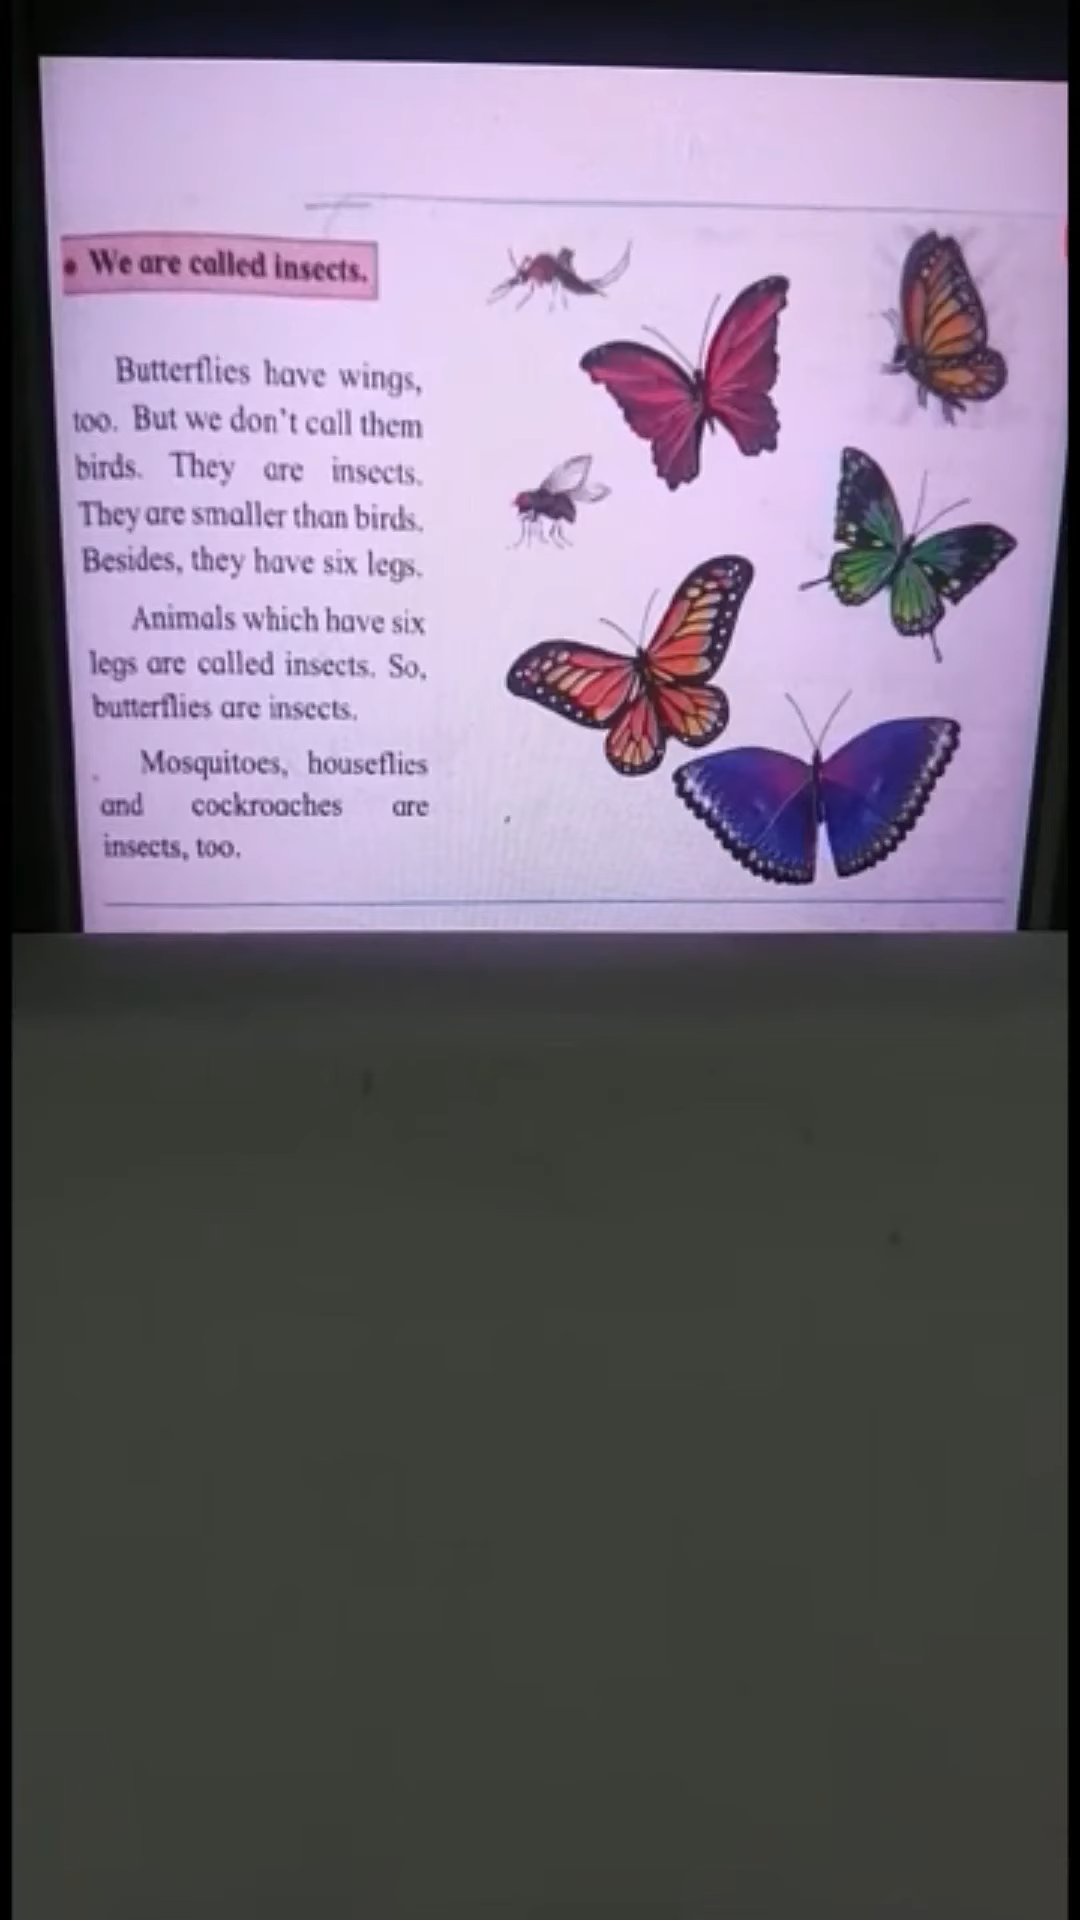 • We are called insects.
Butterflies have wings,
too. But we don't call them
birds. They are insects.
They are smaller than birds.
Besides, they have six legs.
Animals which have six
legs are called insects. So,
butterflies are insects.
Mosquitoes, houseflies
and cockroaches are
insects, too.